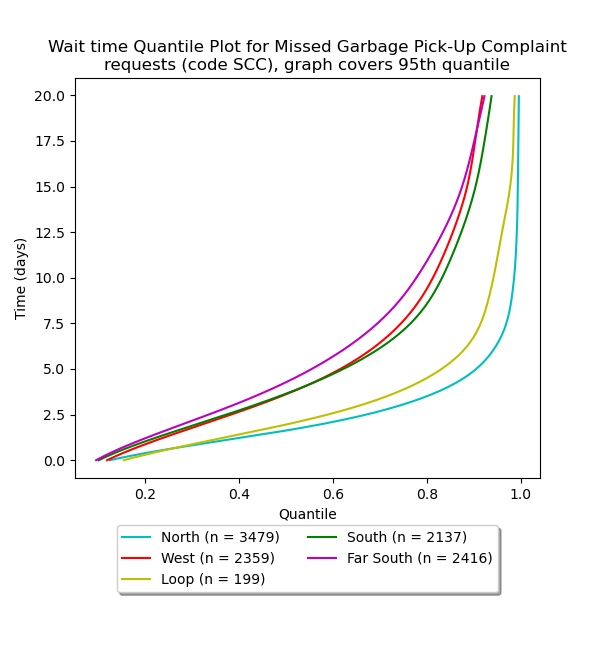 Wait time Quantile Plot for Missed Garbage Pick-Up Complaint
requests (code SCC), graph covers 95th quantile
20.0
17.5
15.0
12.5
10.0
7.5
5.0
2.5
0.0
Time (days)
0.2 0.4 0.6 0.8 1.0
Quantile
North (n = 3479)
West (n = 2359)
Loop (n = 199)
South (n = 2137)
Far South (n = 2416)